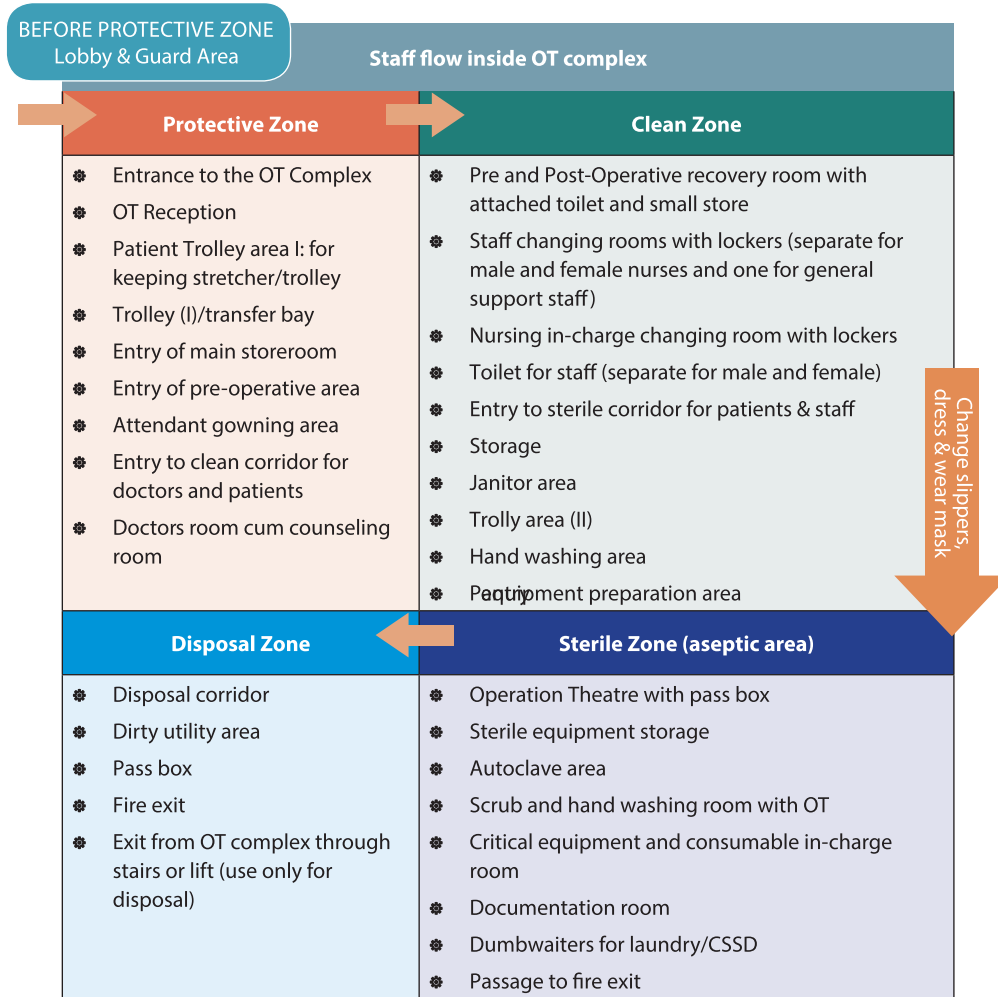 BEFORE PROTECTIVE ZONE
Lobby & Guard Area
Staff flow inside OT complex
Protective Zone
Entrance to the OT Complex
OT Reception
Patient Trolley area I: for
keeping stretcher/trolley
Trolley (I)/transfer bay
Entry of main storeroom
Entry of pre-operative area
Attendant gowning area
Entry to clean corridor for
doctors and patients
Doctors room cum counseling
room
Clean Zone
Pre and Post-Operative recovery room with
attached toilet and small store
Staff changing rooms with lockers (separate for
male and female nurses and one for general
support staff)
Nursing in-charge changing room with lockers
Toilet for staff (separate for male and female)
Entry to sterile corridor for patients & staff
Storage
Janitor area
Trolly area (II)
Hand washing area
Pantry
equipment preparation area
Change slippers,
dress & wear mask
Disposal Zone
Disposal corridor
Dirty utility area
Pass box
Fire exit
Exit from OT complex through
stairs or lift (use only for
disposal)
Sterile Zone (aseptic area)
Operation Theatre with pass box
Sterile equipment storage
Autoclave area
Scrub and hand washing room with OT
Critical equipment and consumable in-charge
room
Documentation room
Dumbwaiters for laundry/CSSD
Passage to fire exit